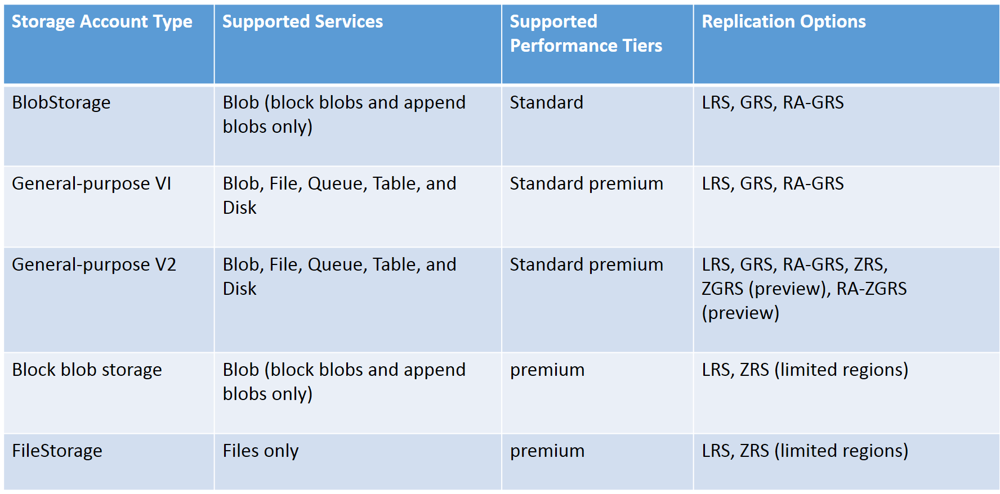 Storage Account Type
Supported Services
Supported
Performance Tiers
Replication Options
BlobStorage
Blob (block blobs and append
blobs only)
Standard
LRS, GRS, RA-GRS
General-purpose VI
Blob, File, Queue, Table, and
Disk
Standard premium
LRS, GRS, RA-GRS
General-purpose V2
Blob, File, Queue, Table, and
Disk
Standard premium
LRS, GRS, RA-GRS, ZRS,
ZGRS (preview), RA-ZGRS
(preview)
Block blob storage
Blob (block blobs and append
blobs only)
premium
LRS, ZRS (limited regions)
FileStorage
Files only
premium
LRS, ZRS (limited regions)